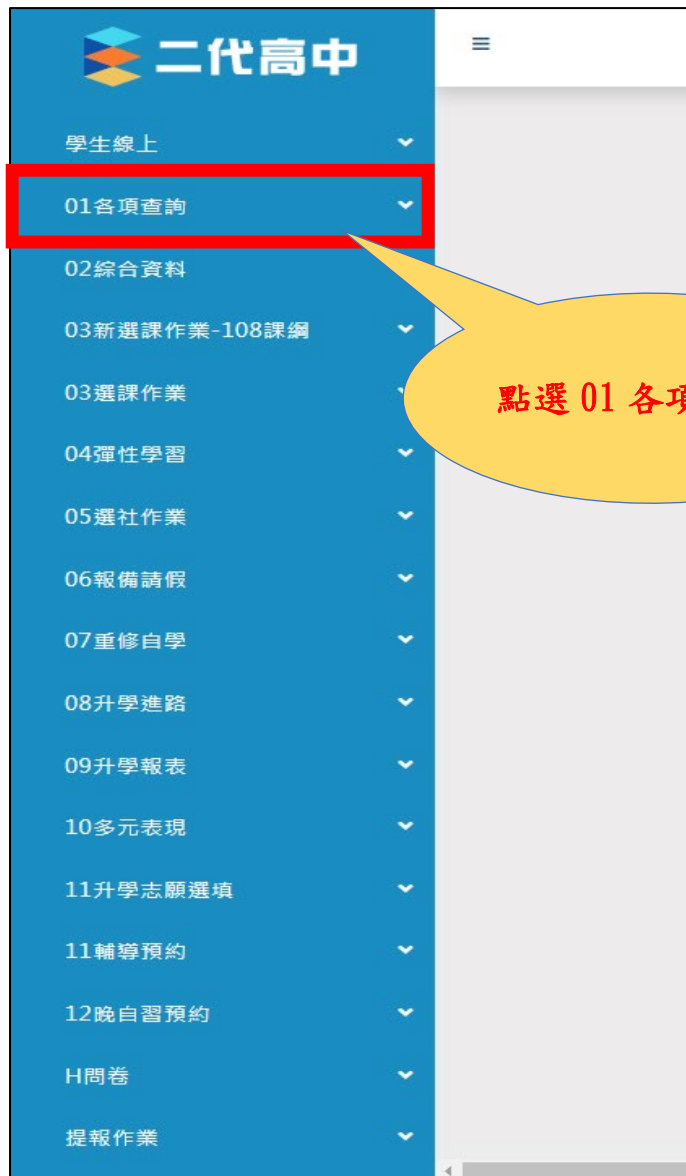 二代高中
學生線上
01各項查詢
02綜合資料
03新選課作業-108課綱
03選課作業
點選 01 各項
04彈性學習
05選社作業
06報備請假
07重修自學
08升學進路
09升學報表
10多元表現
11升學志願選填
11輔導預約
12晚自習預約
H問卷
提報作業